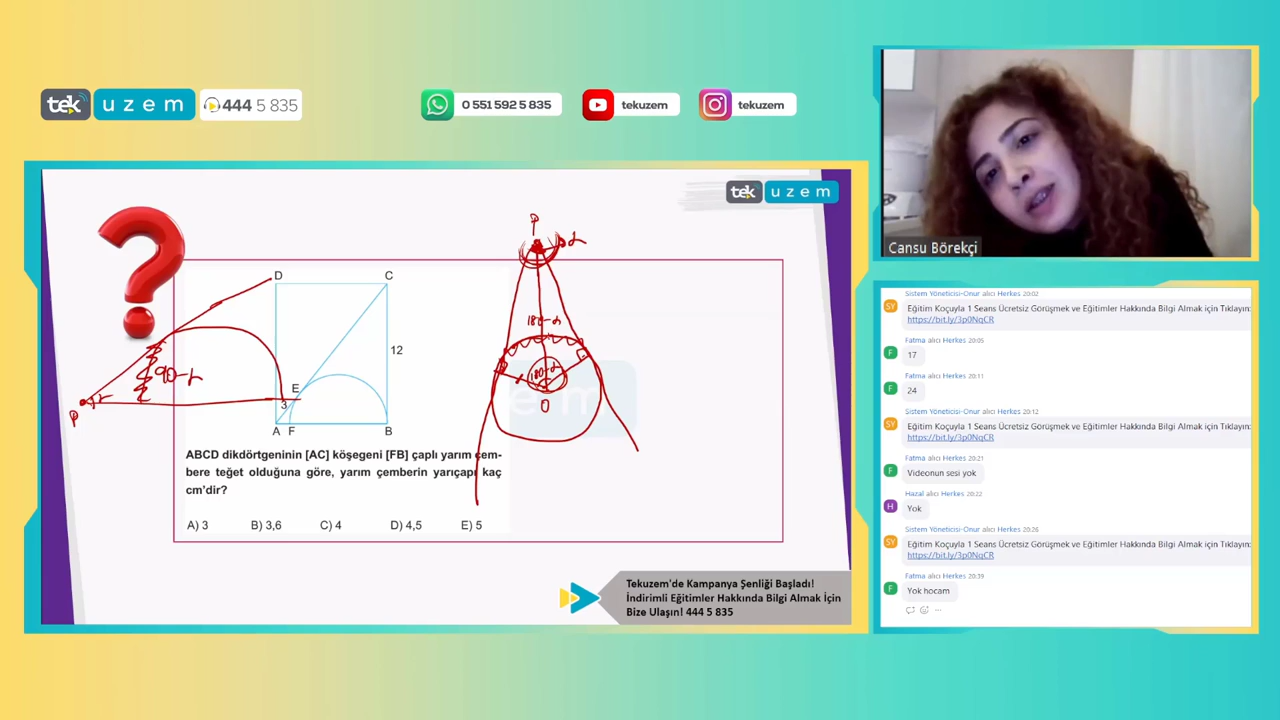 tek uzem 444 5 835
0 551 592 5 835
tekuzem
tekuzem
tek uzem
Cansu Börekçi
P
α
180-α
180-α
O
D
C
12
90-α
P
E
3
A
F
B
ABCD dikdörtgeninin [AC] köşegeni [FB] çaplı yarım çem-
bere teğet olduğuna göre, yarım çemberin yarıçapı kaç
cm'dir?
A) 3 B) 3,6 C) 4 D) 4,5 E) 5
Tekuzem'de Kampanya Şenliği Başladı!
İndirimli Eğitimler Hakkında Bilgi Almak İçin
Bize Ulaşın! 444 5 835
Sistem Yöneticisi-Onur alıcı Herkes 20:02
SY
Eğitim Koçuyla 1 Seans Ücretsiz Görüşmek ve Eğitimler Hakkında Bilgi Almak için Tıklayın:
https://bit.ly/3p0NqCR
Fatma alıcı Herkes 20:05
F
17
Fatma alıcı Herkes 20:11
F
24
Sistem Yöneticisi-Onur alıcı Herkes 20:12
SY
Eğitim Koçuyla 1 Seans Ücretsiz Görüşmek ve Eğitimler Hakkında Bilgi Almak için Tıklayın:
https://bit.ly/3p0NqCR
Fatma alıcı Herkes 20:21
F
Videonun sesi yok
Hazal alıcı Herkes 20:22
H
Yok
Sistem Yöneticisi-Onur alıcı Herkes 20:26
SY
Eğitim Koçuyla 1 Seans Ücretsiz Görüşmek ve Eğitimler Hakkında Bilgi Almak için Tıklayın:
https://bit.ly/3p0NqCR
Fatma alıcı Herkes 20:39
F
Yok hocam